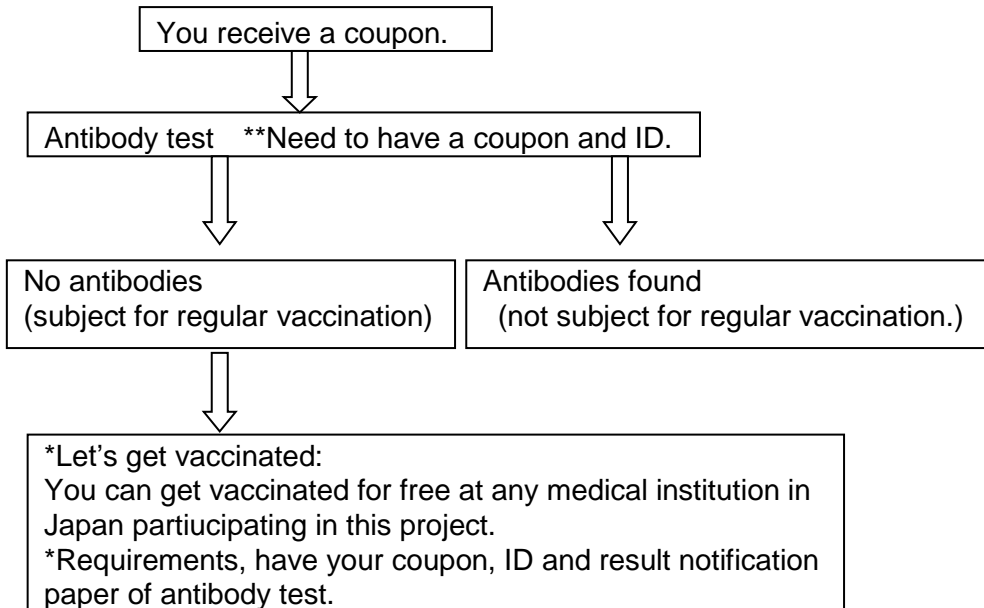 You receive a coupon.
Antibody test **Need to have a coupon and ID.
No antibodies
(subject for regular vaccination)
Antibodies found
(not subject for regular vaccination.)
*Let's get vaccinated:
You can get vaccinated for free at any medical institution in
Japan partiucipating in this project.
*Requirements, have your coupon, ID and result notification
paper of antibody test.